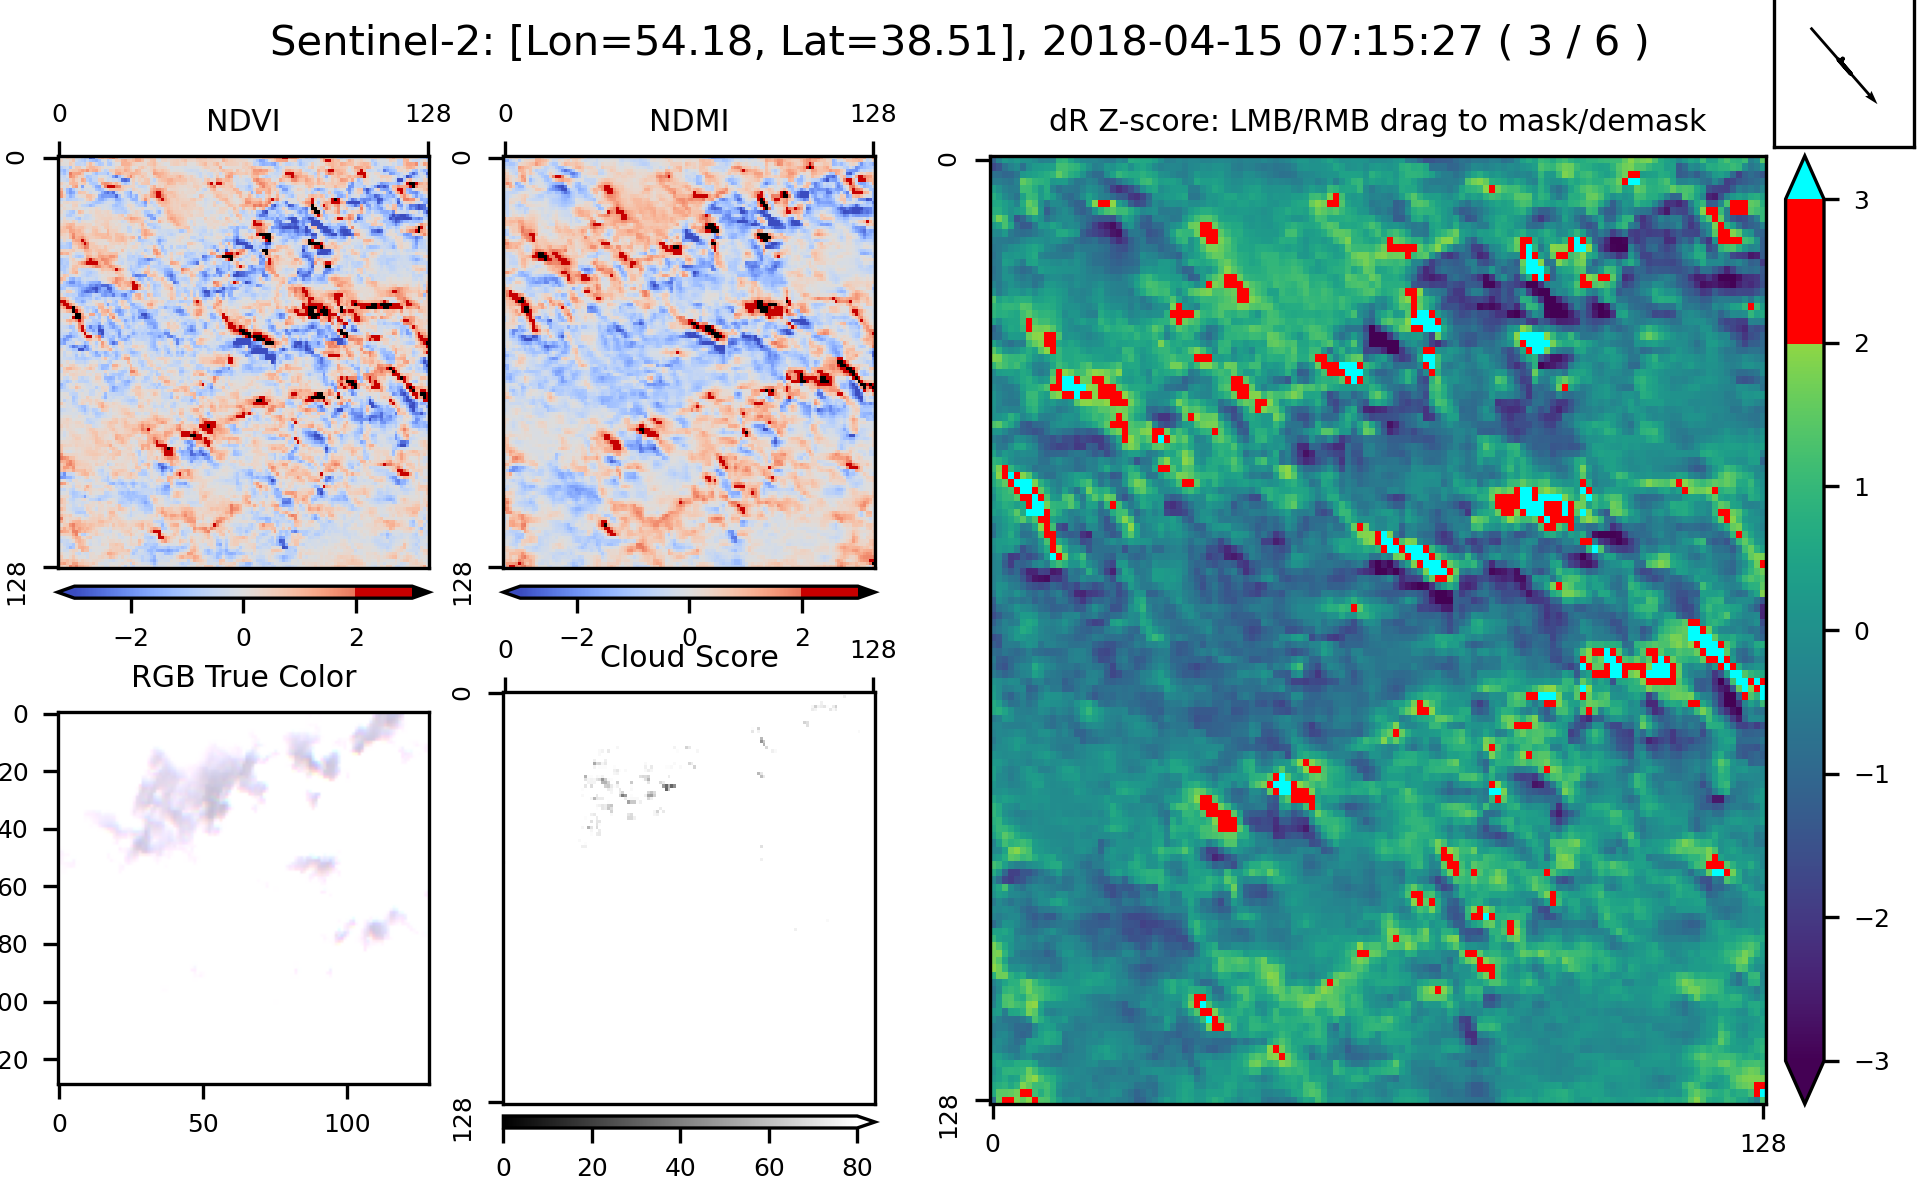 Sentinel-2: [Lon=54.18, Lat=38.51], 2018-04-15 07:15:27 ( 3 / 6 )
0 NDVI 128
0
128
−2 0 2
0 NDMI 128
0
128
−2 0 2
dR Z-score: LMB/RMB drag to mask/demask
0
128
0 128
3
2
1
0
−1
−2
−3
RGB True Color
0
20
40
60
80
00
20
0 50 100
0 Cloud Score 128
0
128
0 20 40 60 80